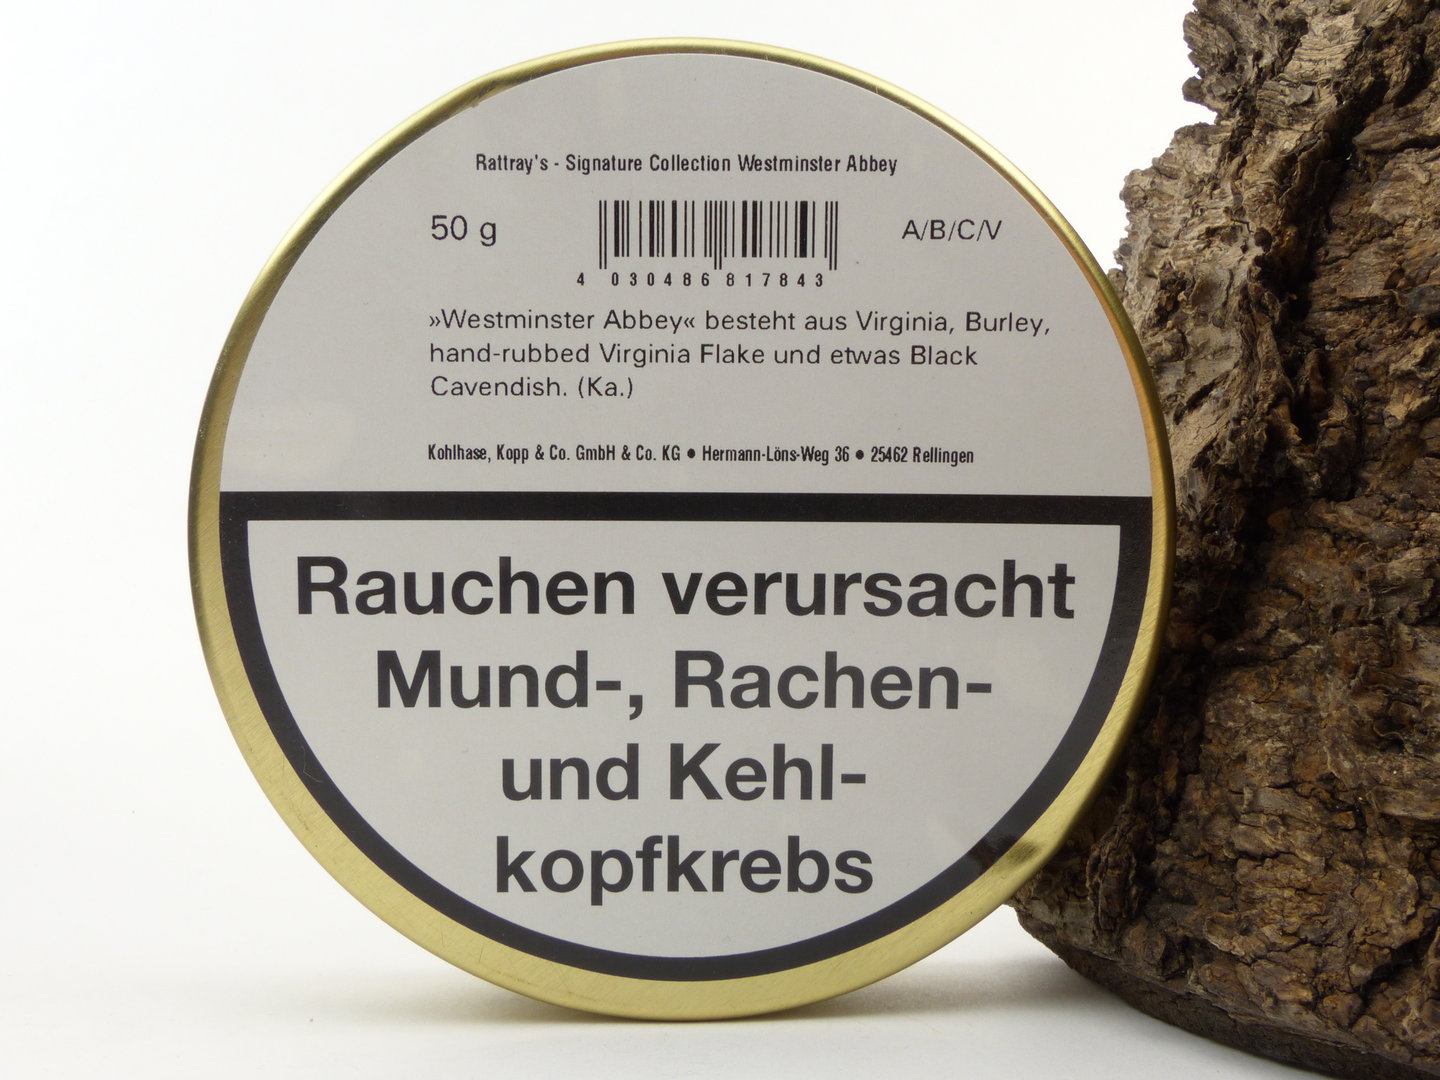 Rattray's - Signature Collection Westminster Abbey
50 g
A/B/C/V
4 030486 817843
»Westminster Abbey« besteht aus Virginia, Burley,
hand-rubbed Virginia Flake und etwas Black
Cavendish. (Ka.)
Kohlhase, Kopp & Co. GmbH & Co. KG ● Hermann-Löns-Weg 36 ● 25462 Rellingen
Rauchen verursacht
Mund-, Rachen-
und Kehl-
kopfkrebs